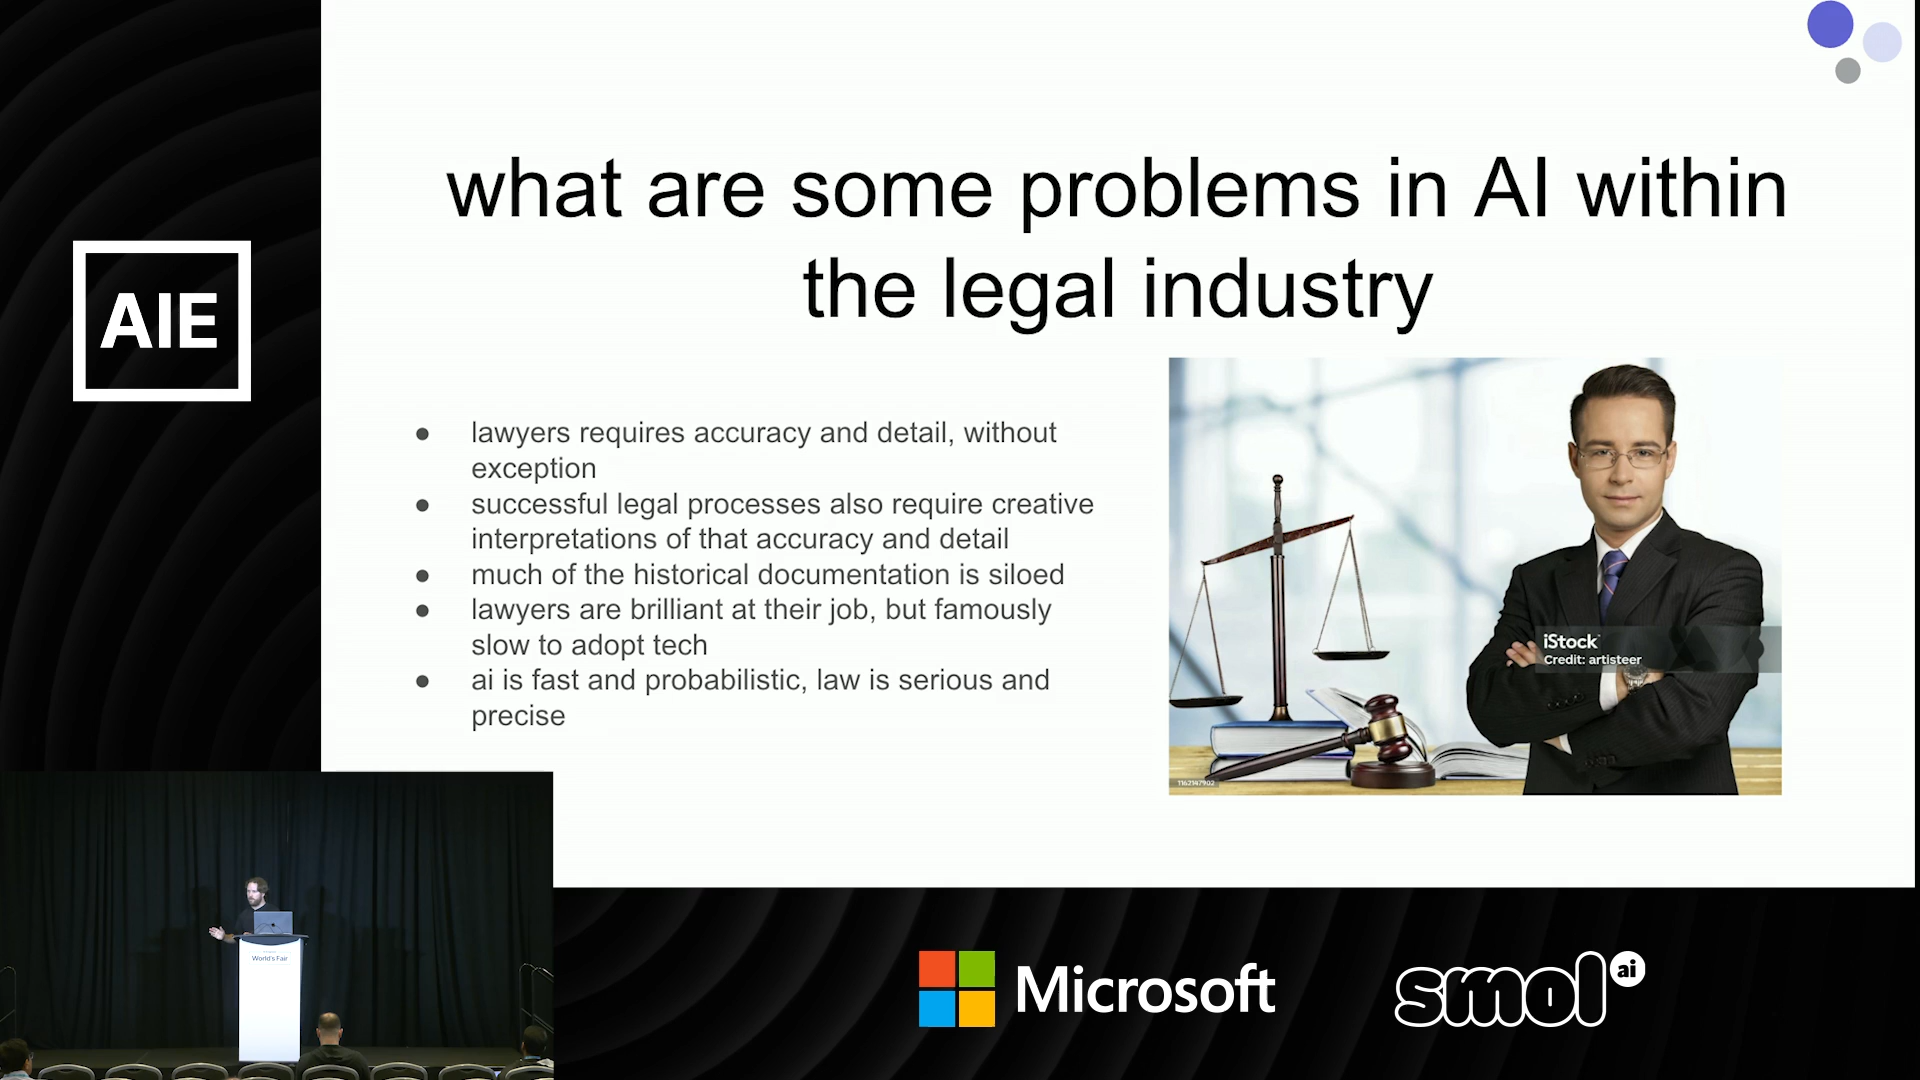 what are some problems in AI within
the legal industry
AIE
● lawyers requires accuracy and detail, without
exception
● successful legal processes also require creative
interpretations of that accuracy and detail
● much of the historical documentation is siloed
● lawyers are brilliant at their job, but famously
slow to adopt tech
● ai is fast and probabilistic, law is serious and
precise
iStock
Credit: artisteer
1162147902
World's Fair
Microsoft
smol ai